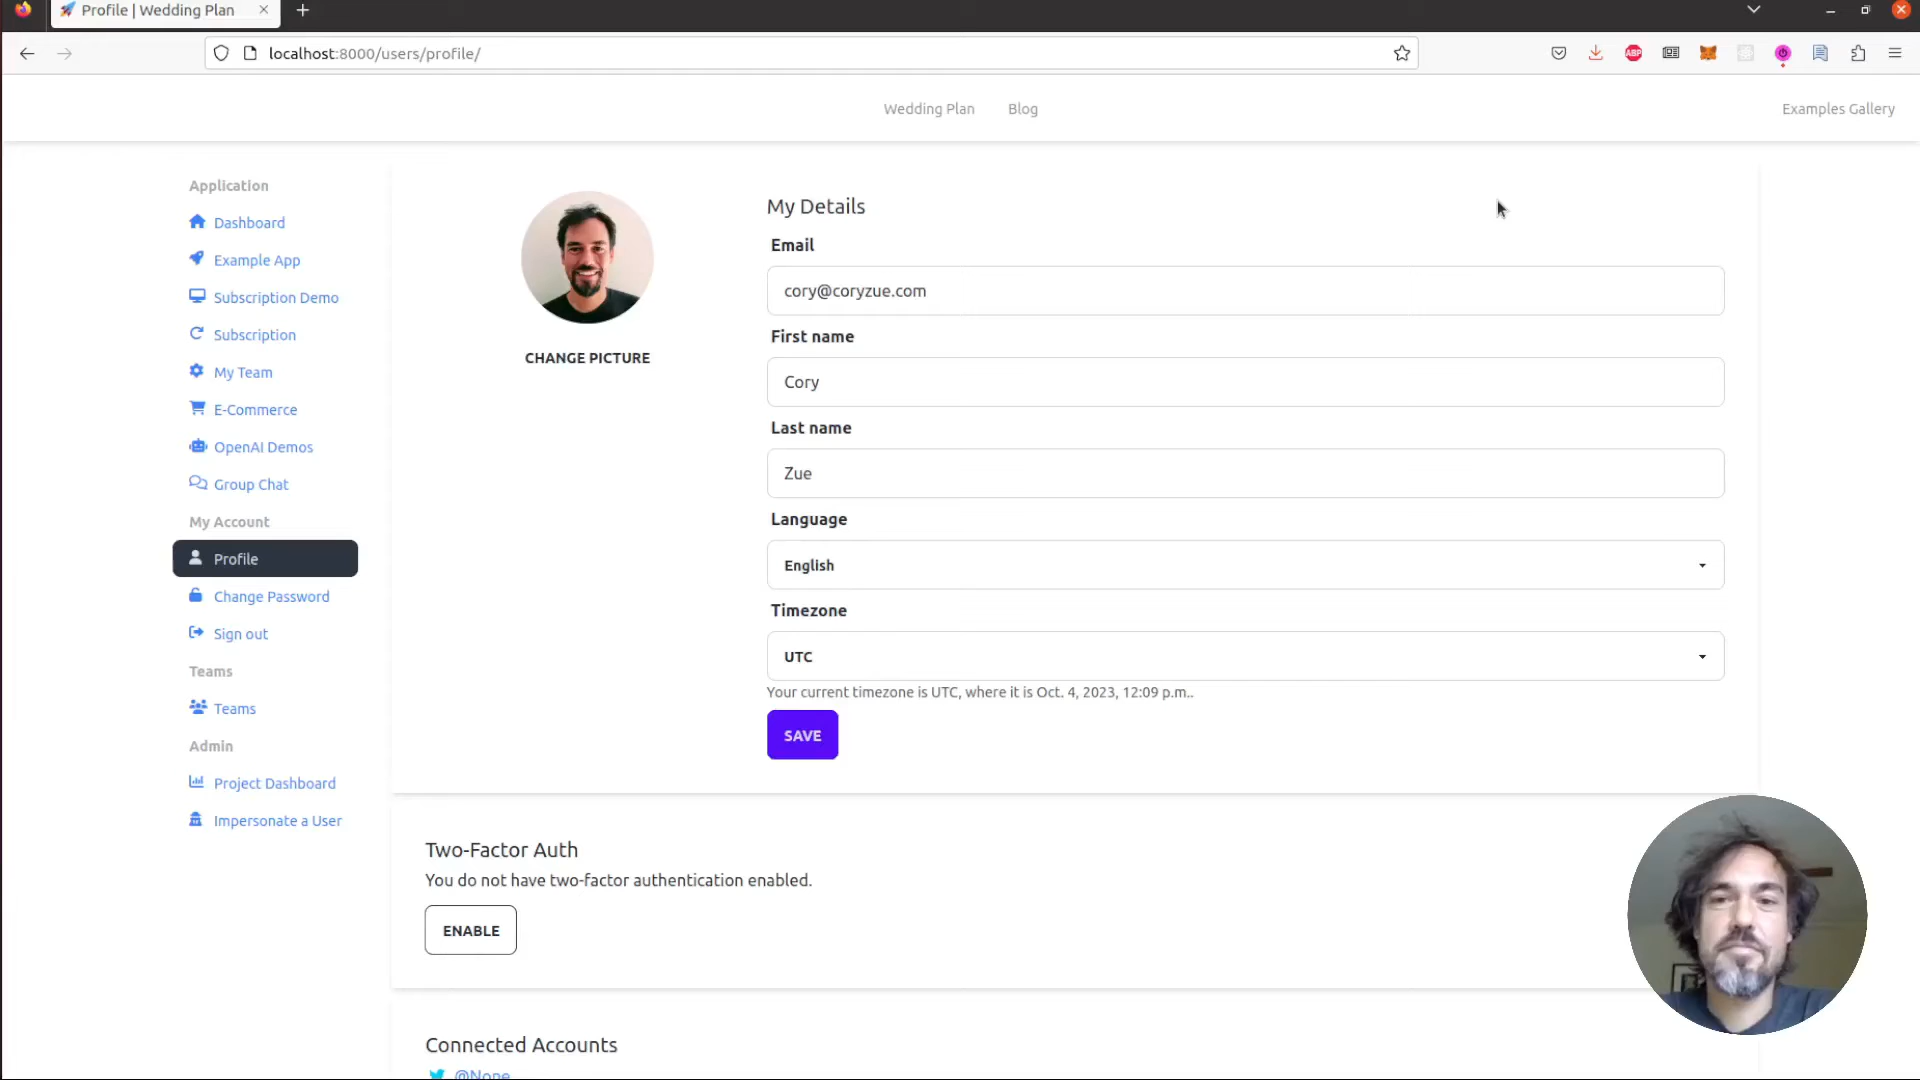 Profile | Wedding Plan
localhost:8000/users/profile/
ABP
Wedding Plan
Blog
Examples Gallery
Application
Dashboard
Example App
Subscription Demo
Subscription
My Team
E-Commerce
OpenAI Demos
Group Chat
My Account
Profile
Change Password
Sign out
Teams
Teams
Admin
Project Dashboard
Impersonate a User
CHANGE PICTURE
My Details
Email
cory@coryzue.com
First name
Cory
Last name
Zue
Language
English
Timezone
UTC
Your current timezone is UTC, where it is Oct. 4, 2023, 12:09 p.m..
SAVE
Two-Factor Auth
You do not have two-factor authentication enabled.
ENABLE
Connected Accounts
@None